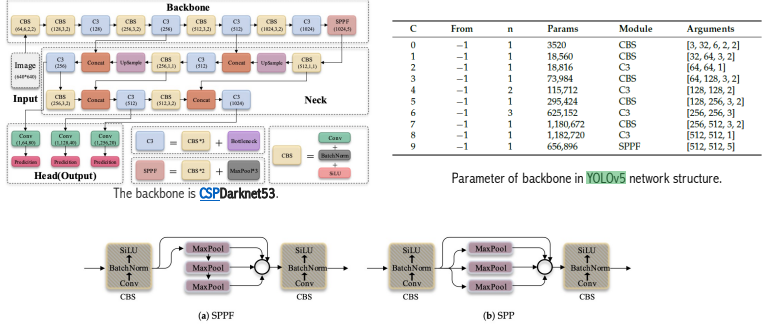 Backbone
CBS CBS C3 CBS C3 CBS C3 CBS C3 SPPF
(64,6,2,2) (128,3,2) (128) (256,3,2) (256) (512,3,2) (512) (1024,3,2) (1024) (1024,5)
Image
(640*640)
Input
C3 Concat UpSample CBS C3 Concat UpSample CBS
(256) (256,1,1) (512) (512,1,1)
CBS C3 CBS C3
(256,3,2) Concat (512) (512,3,2) Concat (1024)
Neck
Conv Conv Conv
(1,64,80) (1,128,40) (1,256,20)
Prediction Prediction Prediction
Head(Output)
C3 = CBS *3 + Bottleneck
SPPF = CBS*2 + MaxPool*3
CBS = Conv + BatchNorm + SiLU
The backbone is CSPDarknet53.
C From n Params Module Arguments
0 −1 1 3520 CBS [3, 32, 6, 2, 2]
1 −1 1 18,560 CBS [32, 64, 3, 2]
2 −1 1 18,816 C3 [64, 64, 1]
3 −1 1 73,984 CBS [64, 128, 3, 2]
4 −1 2 115,712 C3 [128, 128, 2]
5 −1 1 295,424 CBS [128, 256, 3, 2]
6 −1 3 625,152 C3 [256, 256, 3]
7 −1 1 1,180,672 CBS [256, 512, 3, 2]
8 −1 1 1,182,720 C3 [512, 512, 1]
9 −1 1 656,896 SPPF [512, 512, 5]
Parameter of backbone in YOLOv5 network structure.
SiLU
BatchNorm
Conv
CBS
MaxPool
MaxPool
MaxPool
SiLU
BatchNorm
Conv
CBS
(a) SPPF
SiLU
BatchNorm
Conv
CBS
MaxPool
MaxPool
MaxPool
SiLU
BatchNorm
Conv
CBS
(b) SPP